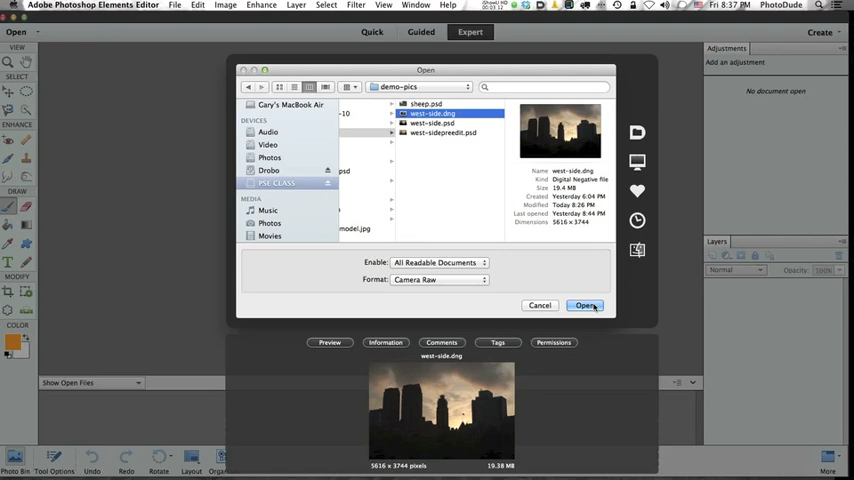 Adobe Photoshop Elements Editor File Edit Image Enhance Layer Select Filter View Window Help Fri 8:37 PM PhotoDude
Open Quick Guided Expert Create
VIEW
SELECT
ENHANCE
DRAW
MODIFY
COLOR
Open
demo-pics
Gary's MacBook Air
DEVICES
Audio
Video
Photos
Drobo
PSE CLASS
MEDIA
Music
Photos
Movies
-10
model.jpg
sheep.psd
west-side.dng
west-side.psd
west-sidepreedit.psd
Name west-side.dng
Kind Digital Negative file
Size 19.4 MB
Created Yesterday 6:04 PM
Modified Today 8:26 PM
Last opened Yesterday 8:44 PM
Dimensions 5616 x 3744
Enable: All Readable Documents
Format: Camera Raw
Cancel Open
Preview Information Comments Tags Permissions
west-side.dng
5616 x 3744 pixels 19.38 MB
Adjustments
Add an adjustment
No document open
Layers
Normal Opacity: 100%
Show Open Files
Photo Bin Tool Options Undo Redo Rotate Layout More